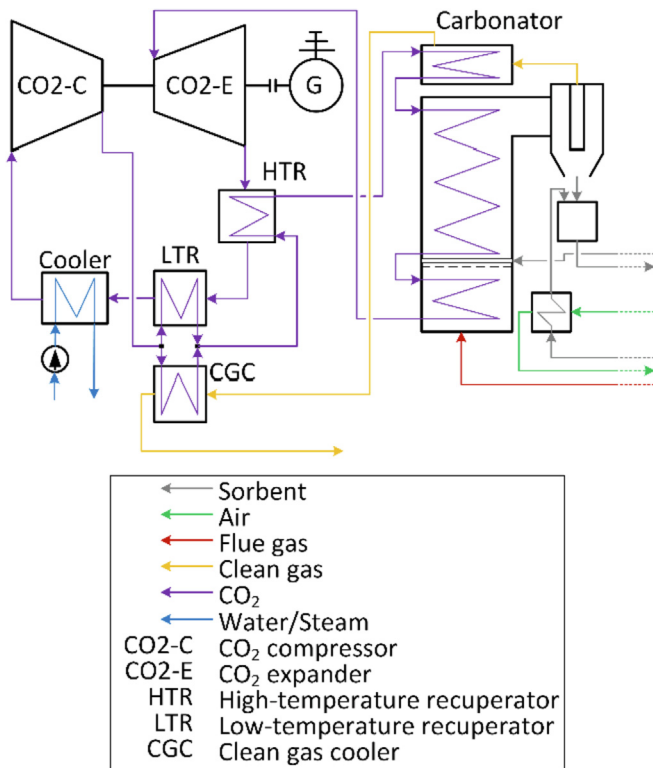 Carbonator
CO2-C
CO2-E
G
HTR
Cooler
LTR
CGC
Sorbent
Air
Flue gas
Clean gas
CO₂
Water/Steam
CO2-C CO₂ compressor
CO2-E CO₂ expander
HTR High-temperature recuperator
LTR Low-temperature recuperator
CGC Clean gas cooler